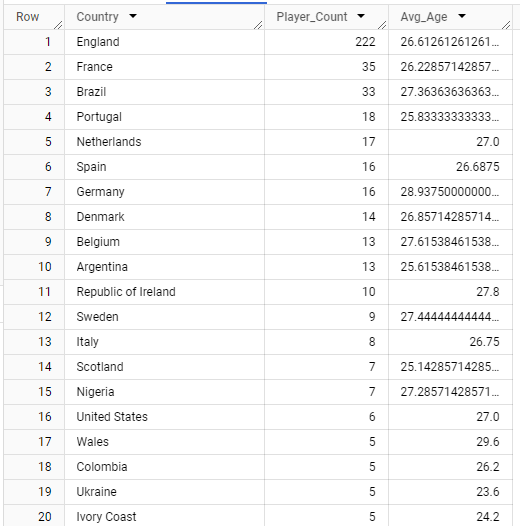 Row Country Player_Count Avg_Age
1 England 222 26.61261261261...
2 France 35 26.22857142857...
3 Brazil 33 27.36363636363...
4 Portugal 18 25.83333333333...
5 Netherlands 17 27.0
6 Spain 16 26.6875
7 Germany 16 28.93750000000...
8 Denmark 14 26.85714285714...
9 Belgium 13 27.61538461538...
10 Argentina 13 25.61538461538...
11 Republic of Ireland 10 27.8
12 Sweden 9 27.44444444444...
13 Italy 8 26.75
14 Scotland 7 25.14285714285...
15 Nigeria 7 27.28571428571...
16 United States 6 27.0
17 Wales 5 29.6
18 Colombia 5 26.2
19 Ukraine 5 23.6
20 Ivory Coast 5 24.2